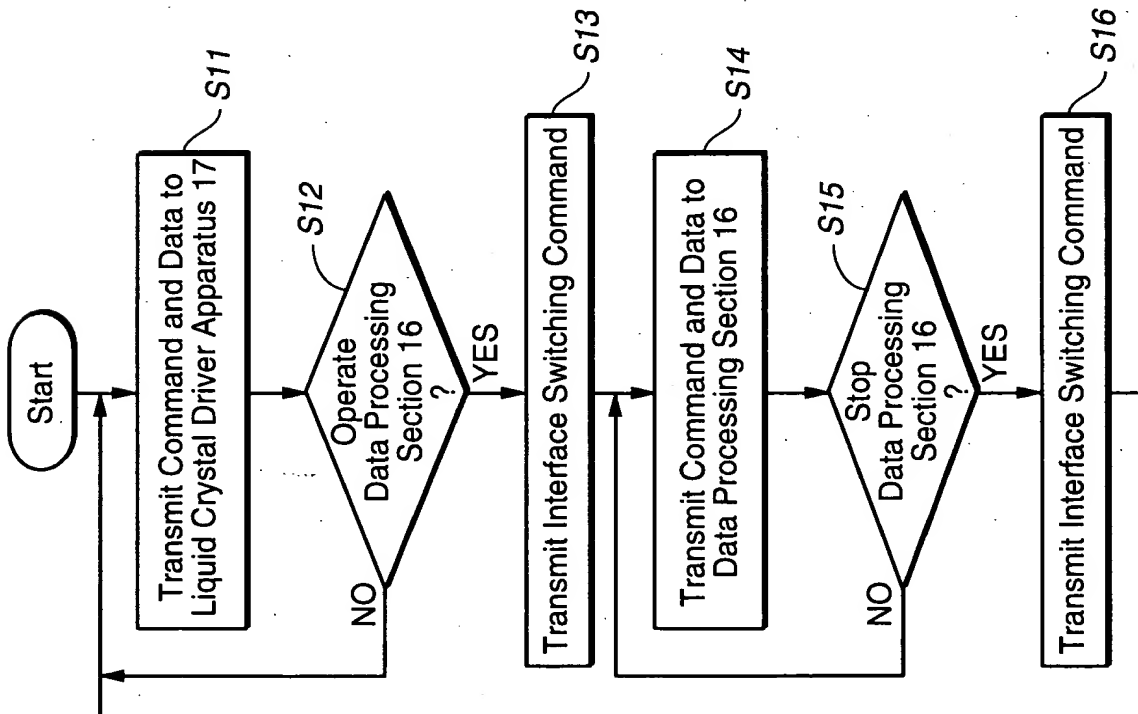 Start
Transmit Command and Data to
Liquid Crystal Driver Apparatus 17
S11
Operate
Data Processing
Section 16
?
S12
NO
YES
Transmit Interface Switching Command
S13
Transmit Command and Data to
Data Processing Section 16
S14
Stop
Data Processing
Section 16
?
S15
NO
YES
Transmit Interface Switching Command
S16